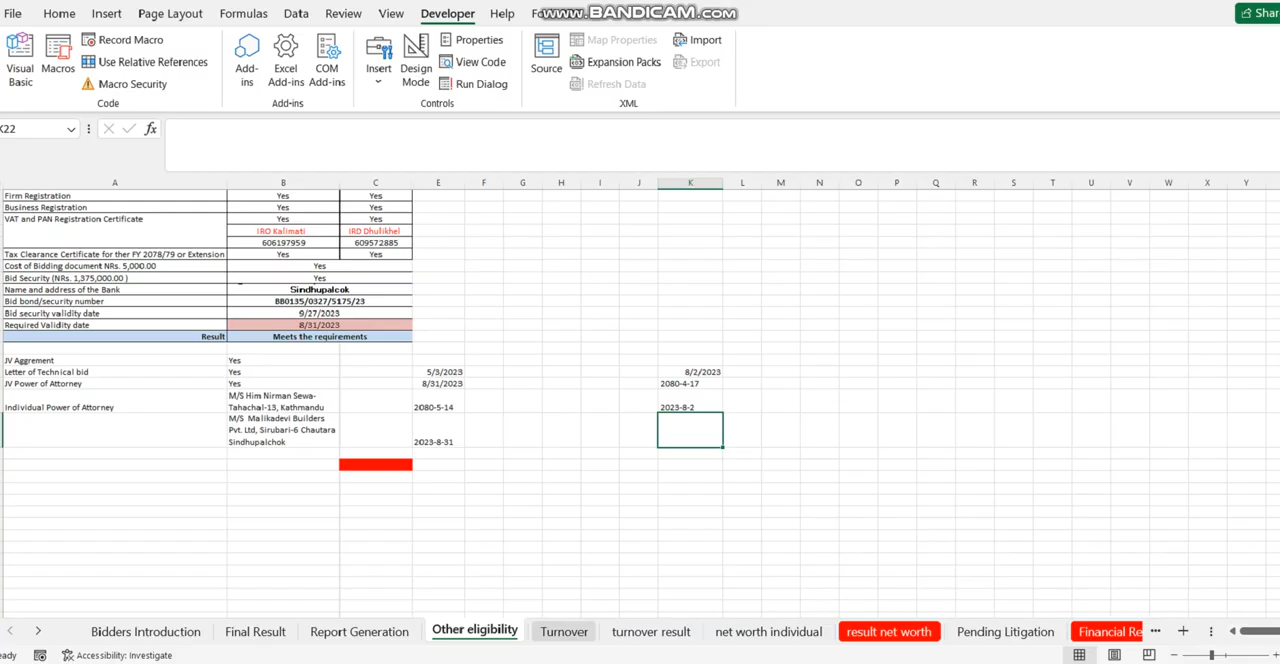 File Home Insert Page Layout Formulas Data Review View Developer Help Fo www.BANDICAM.com Shar
Visual Basic
Macros
Record Macro
Use Relative References
Macro Security
Code
Add-ins
Excel Add-ins
COM Add-ins
Add-ins
Insert
Design Mode
Properties
View Code
Run Dialog
Controls
Source
Map Properties
Expansion Packs
Refresh Data
Import
Export
XML
K22 fx
A B C E F G H I J K L M N O P Q R S T U V W X Y
Firm Registration Yes Yes
Business Registration Yes Yes
VAT and PAN Registration Certificate Yes Yes
IRO Kalimati IRD Dhulikhel
606197959 609572885
Tax Clearance Certificate for ther FY 2078/79 or Extension Yes Yes
Cost of Bidding document NRs. 5,000.00 Yes
Bid Security (NRs. 1,375,000.00 ) Yes
Name and address of the Bank Sindhupalcok
Bid bond/security number BB0135/0327/5175/23
Bid security validity date 9/27/2023
Required Validity date 8/31/2023
Result Meets the requirements
JV Aggrement Yes
Letter of Technical bid Yes 5/3/2023 8/2/2023
JV Power of Attorney Yes 8/31/2023 2080-4-17
M/S Him Nirman Sewa-
Individual Power of Attorney Tahachal-13, Kathmandu 2080-5-14 2023-8-2
M/S Malikadevi Builders
Pvt. Ltd, Sirubari-6 Chautara
Sindhupalchok 2023-8-31
Bidders Introduction Final Result Report Generation Other eligibility Turnover turnover result net worth individual result net worth Pending Litigation Financial Re
eady Accessibility: Investigate